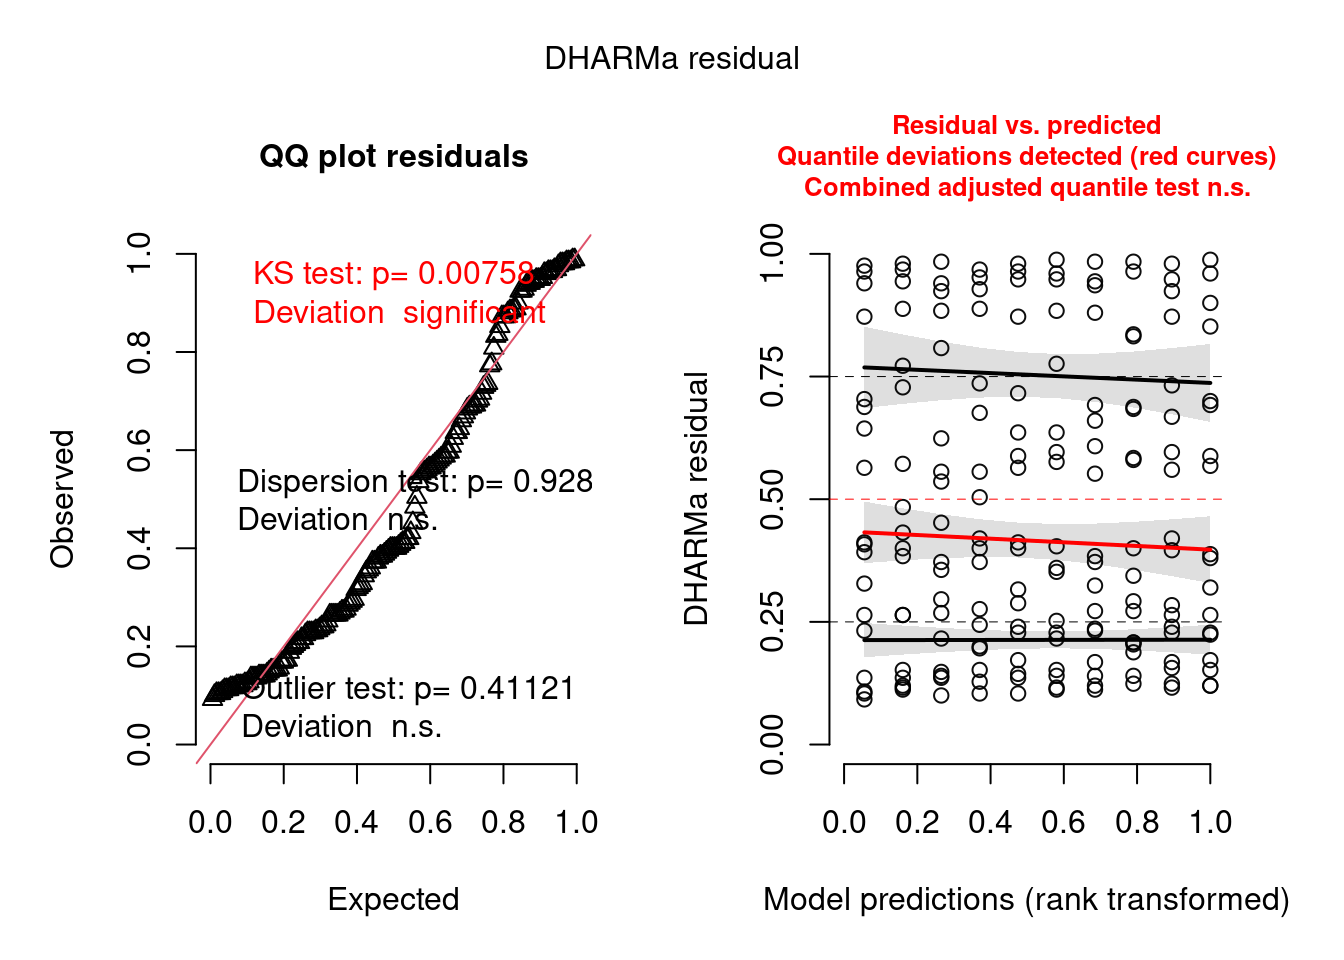 DHARMa residual
QQ plot residuals
KS test: p= 0.00758
Deviation  significant
Dispersion test: p= 0.928
Deviation  n.s.
Outlier test: p= 0.41121
Deviation  n.s.
Observed
1.0
0.8
0.6
0.4
0.2
0.0
0.0 0.2 0.4 0.6 0.8 1.0
Expected
Residual vs. predicted
Quantile deviations detected (red curves)
Combined adjusted quantile test n.s.
DHARMa residual
1.00
0.75
0.50
0.25
0.00
0.0 0.2 0.4 0.6 0.8 1.0
Model predictions (rank transformed)